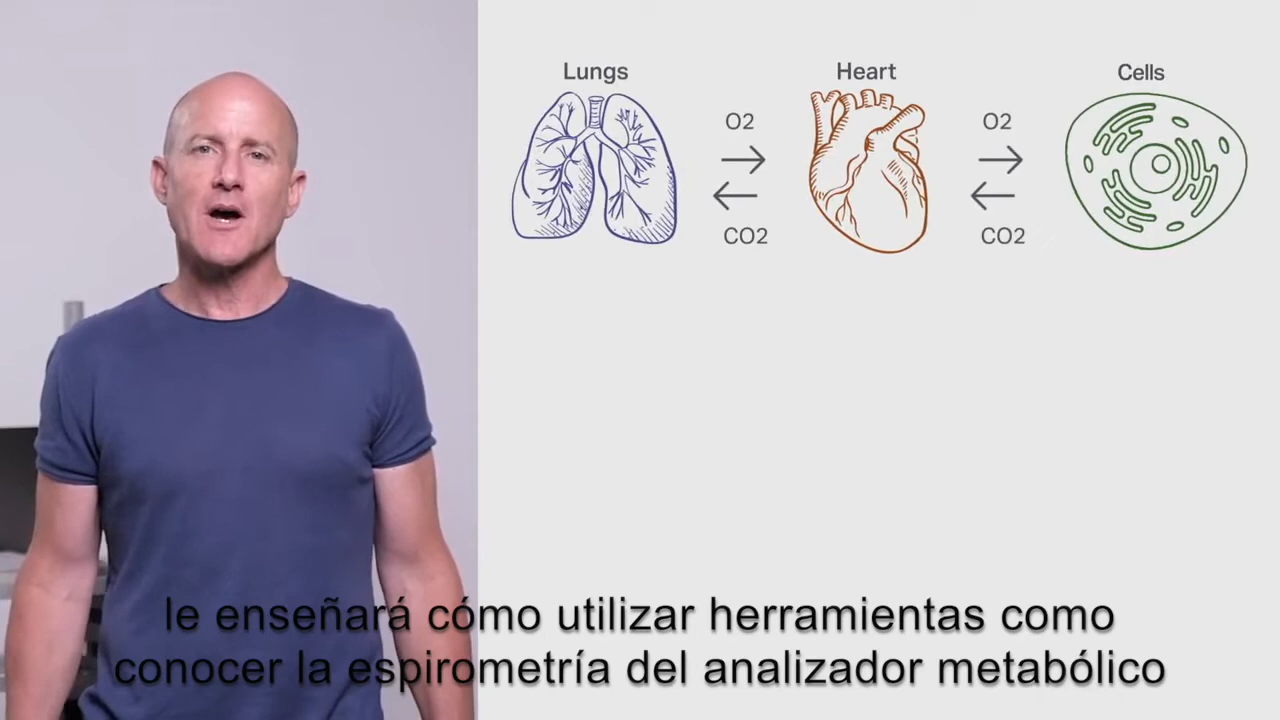 Lungs
Heart
Cells
O2
O2
CO2
CO2
le enseñará cómo utilizar herramientas como
conocer la espirometría del analizador metabólico